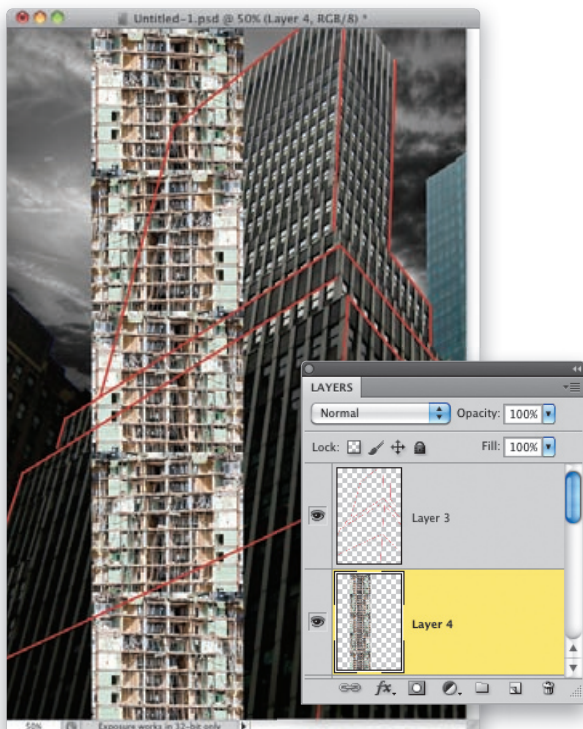 Untitled-1.psd @ 50% (Layer 4, RGB/8) *
LAYERS
Normal Opacity: 100%
Lock: Fill: 100%
Layer 3
Layer 4
fx
50% Exposure works in 32-bit only